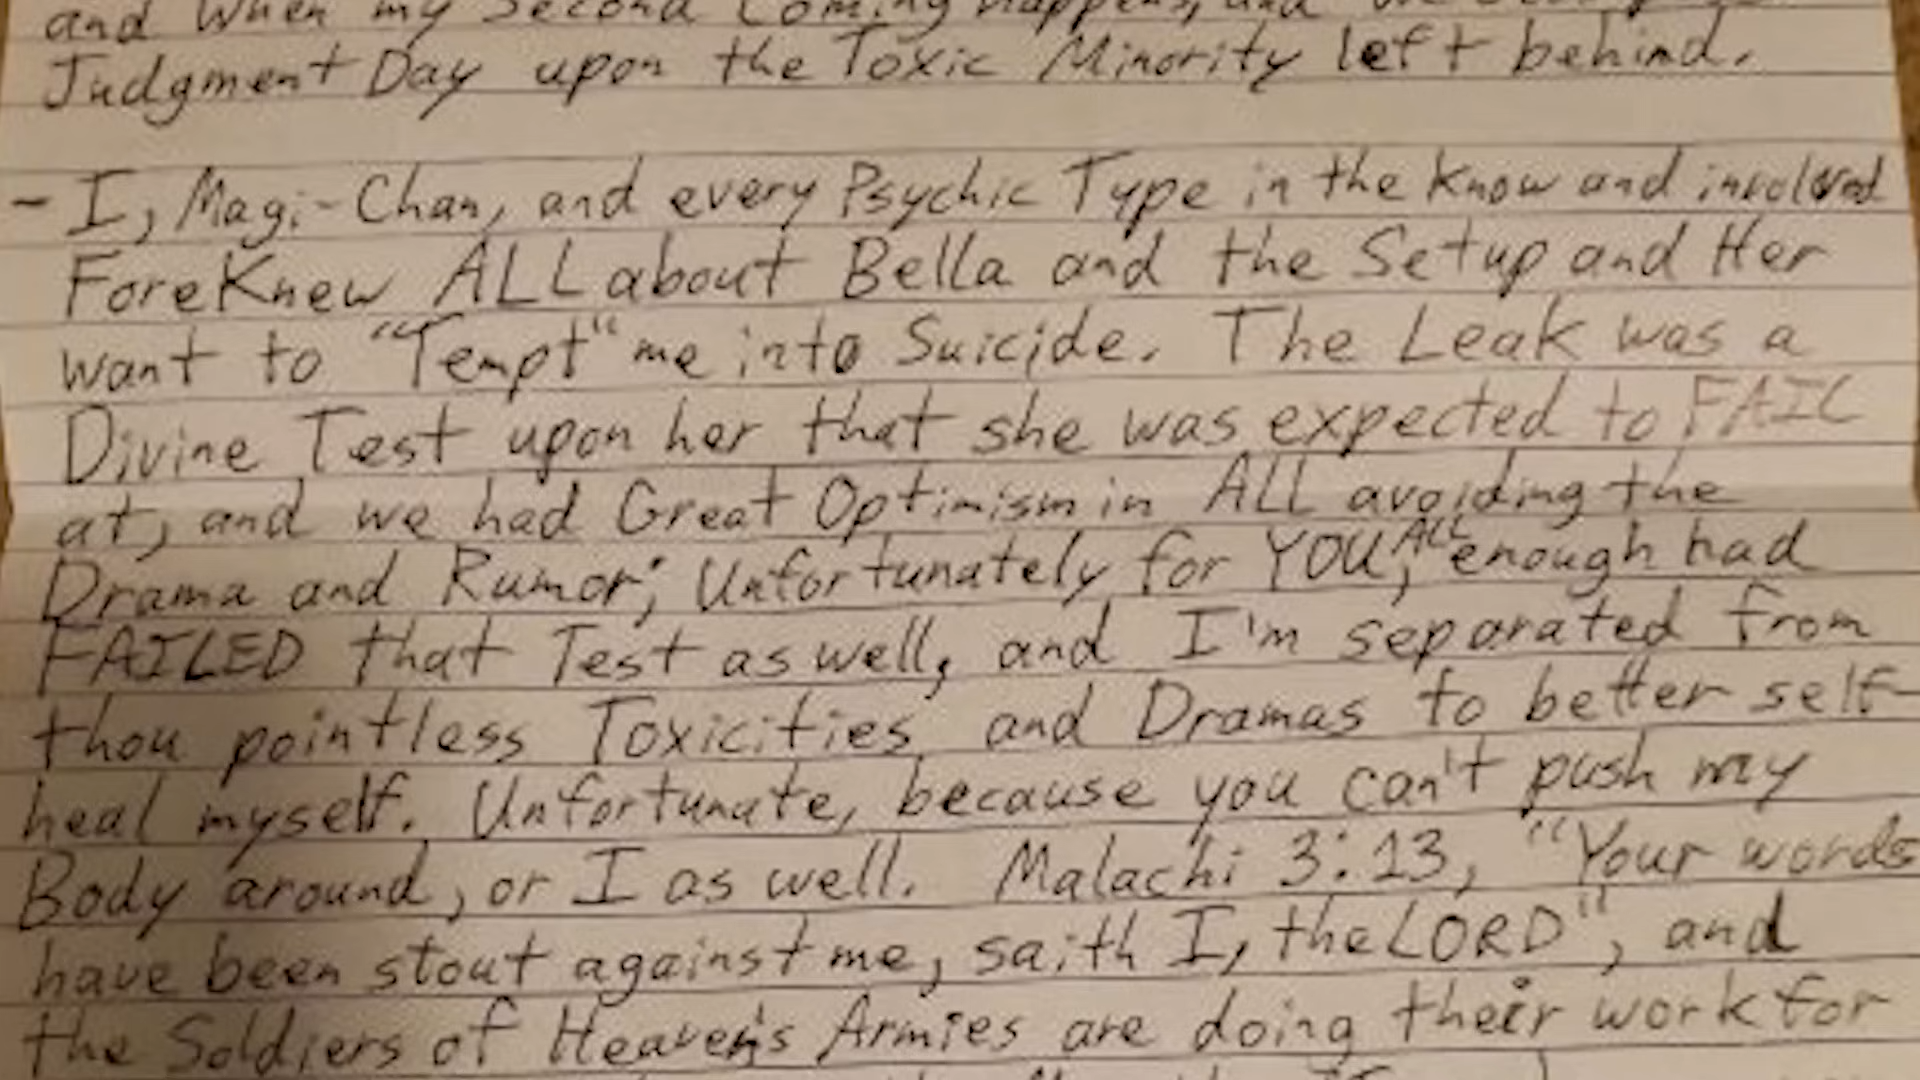 and When my Second Coming happens, and we
Judgment Day upon the Toxic Minority left behind.
- I, Magi-Chan, and every Psychic Type in the know and involved
ForeKnew ALL about Bella and the Setup and Her
want to "Tempt" me into Suicide. The Leak was a
Divine Test upon her that she was expected to FAIL
at, and we had Great Optimism in ALL avoiding the
Drama and Rumor; Unfortunately for YOU, ALL enough had
FAILED that Test as well, and I'm separated from
thou pointless Toxicities and Dramas to better self-
heal myself. Unfortunate, because you can't push my
Body around, or I as well. Malachi 3:13, "Your words
have been stout against me, saith I, the LORD", and
the Soldiers of Heaven's Armies are doing their work for